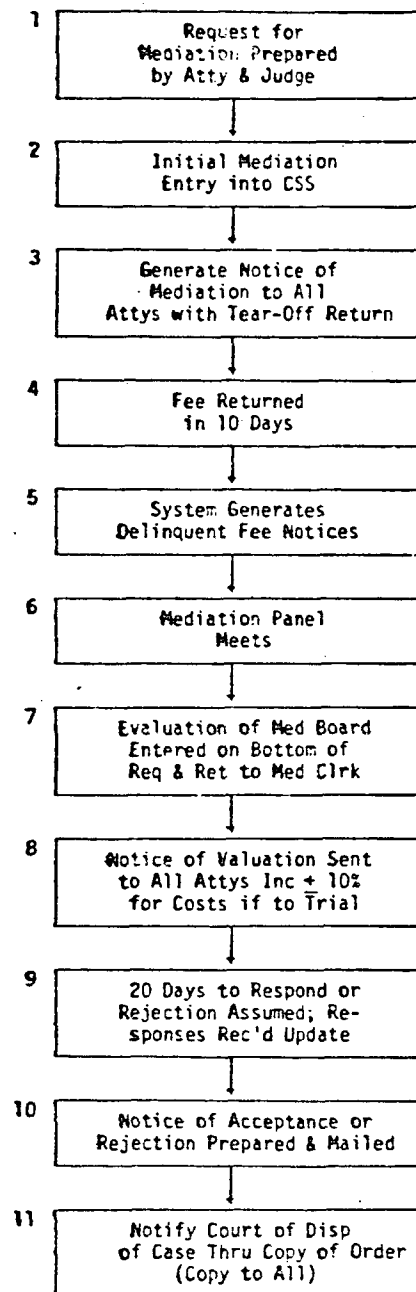 1
Request for
Mediation Prepared
by Atty & Judge
2
Initial Mediation
Entry into CSS
3
Generate Notice of
Mediation to All
Attys with Tear-Off Return
4
Fee Returned
in 10 Days
5
System Generates
Delinquent Fee Notices
6
Mediation Panel
Meets
7
Evaluation of Med Board
Entered on Bottom of
Req & Ret to Med Clrk
8
Notice of Valuation Sent
to All Attys Inc ± 10%
for Costs if to Trial
9
20 Days to Respond or
Rejection Assumed; Re-
sponses Rec'd Update
10
Notice of Acceptance or
Rejection Prepared & Mailed
11
Notify Court of Disp
of Case Thru Copy of Order
(Copy to All)